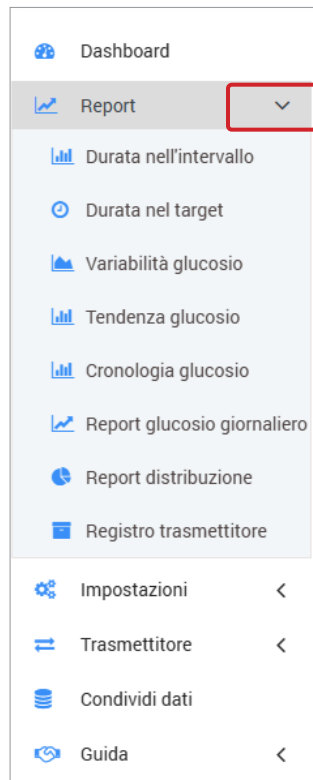 Dashboard
Report
Durata nell'intervallo
Durata nel target
Variabilità glucosio
Tendenza glucosio
Cronologia glucosio
Report glucosio giornaliero
Report distribuzione
Registro trasmettitore
Impostazioni
Trasmettitore
Condividi dati
Guida